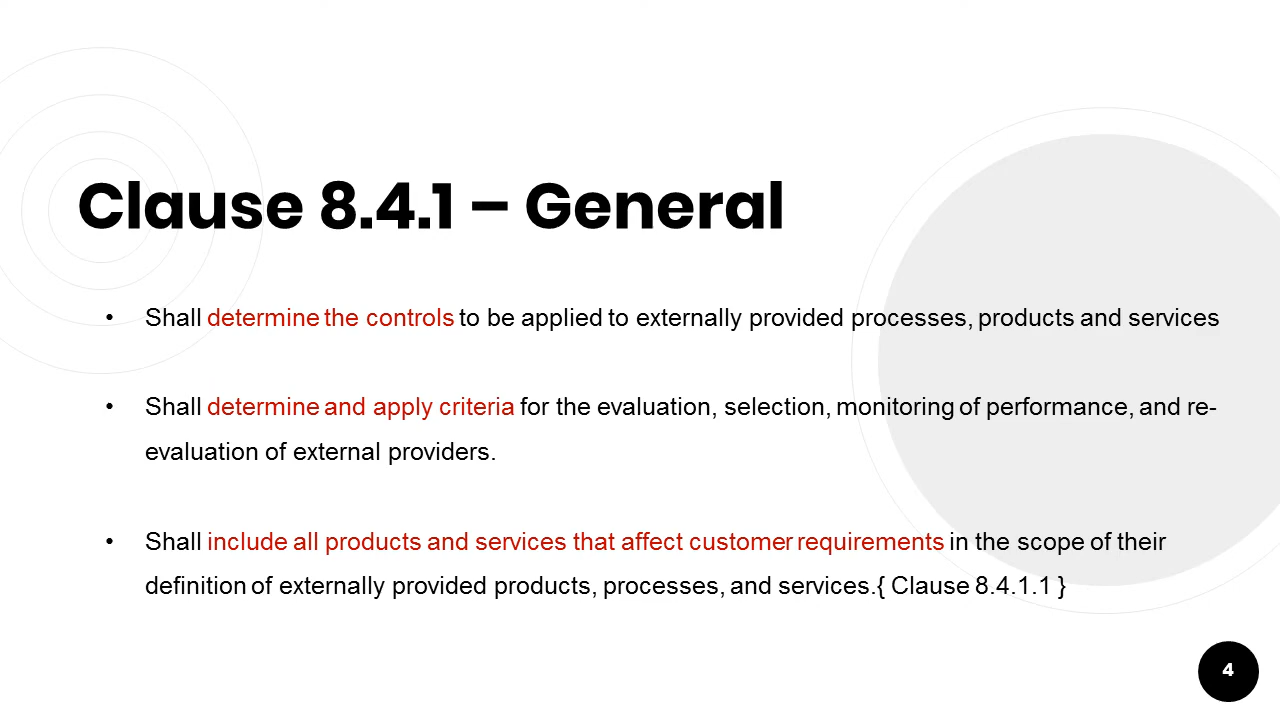 Clause 8.4.1 – General
• Shall determine the controls to be applied to externally provided processes, products and services
• Shall determine and apply criteria for the evaluation, selection, monitoring of performance, and re-
evaluation of external providers.
• Shall include all products and services that affect customer requirements in the scope of their
definition of externally provided products, processes, and services.{ Clause 8.4.1.1 }
4